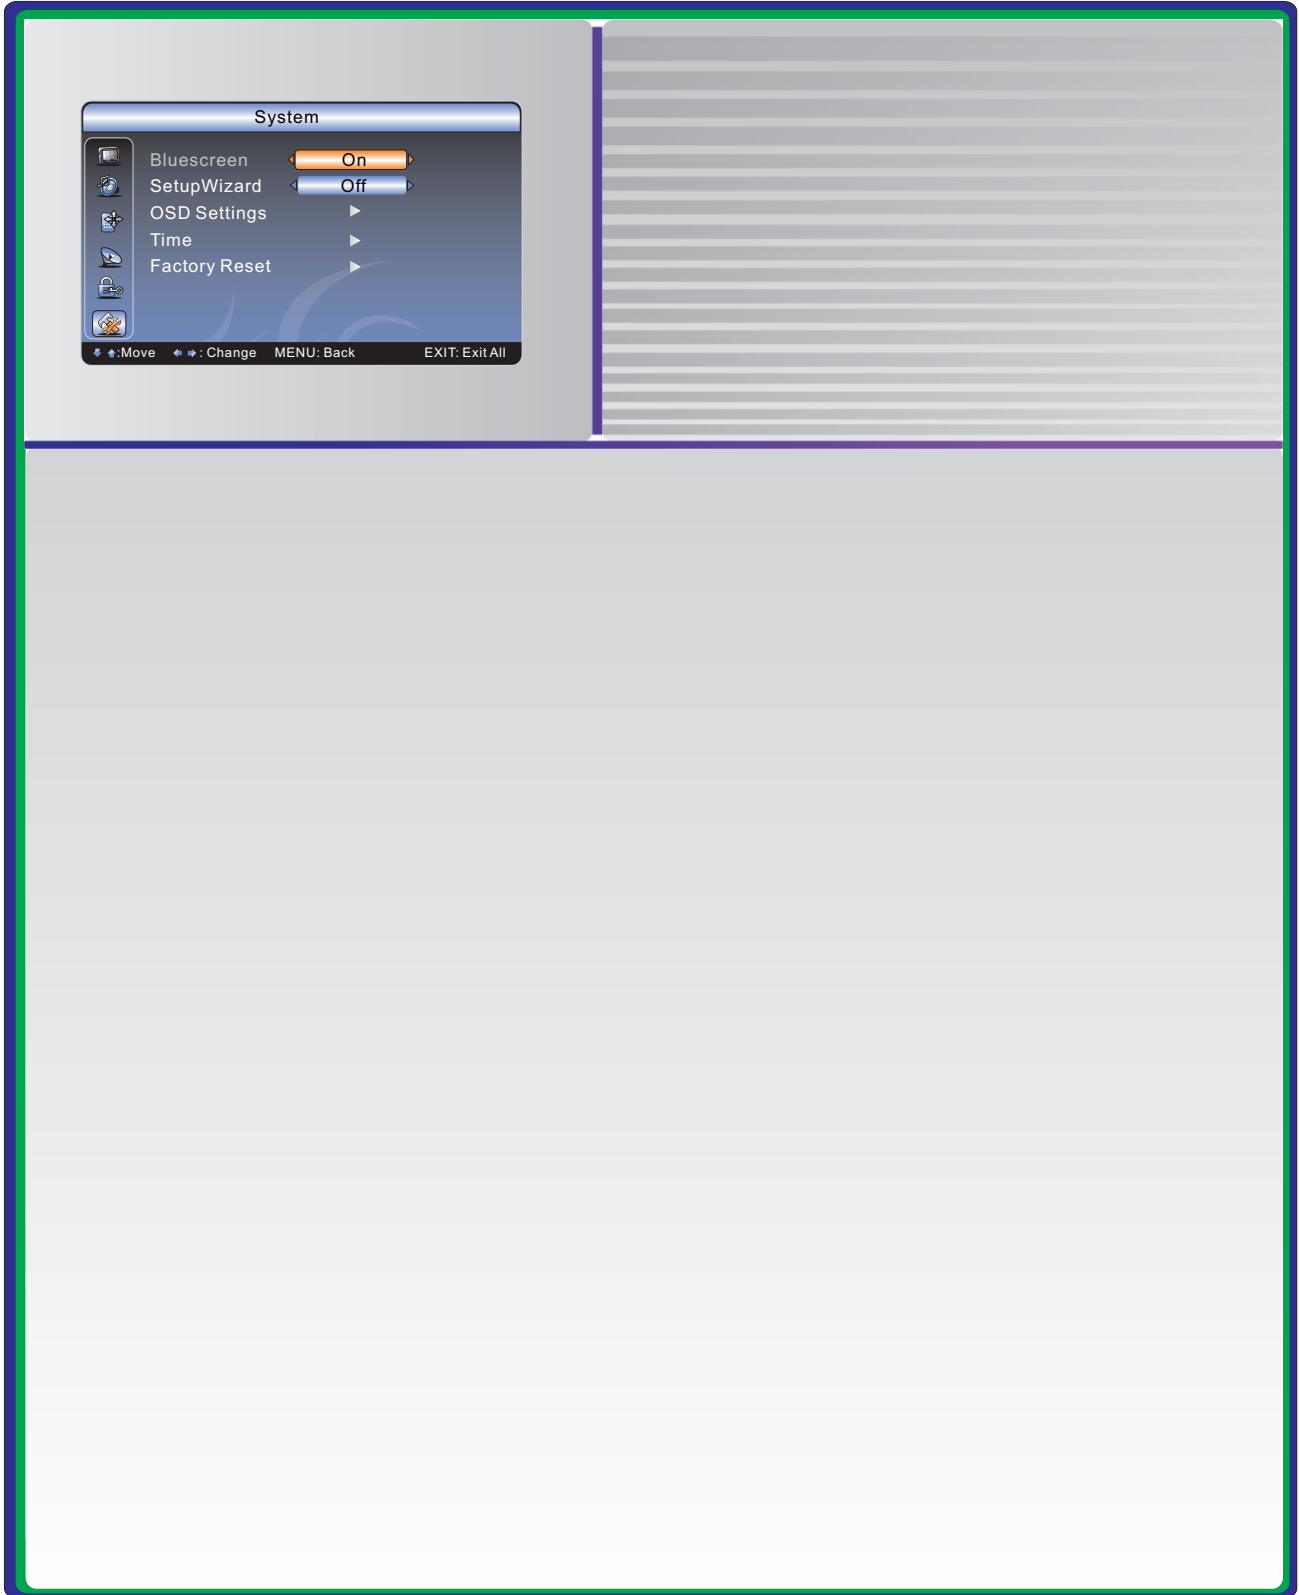 System
Bluescreen On
SetupWizard Off
OSD Settings
Time
Factory Reset
:Move : Change MENU: Back EXIT: Exit All